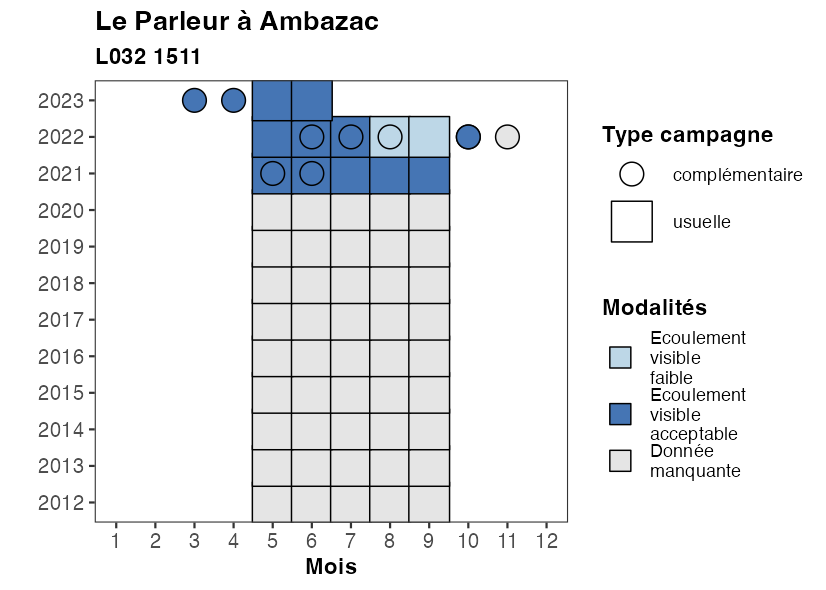 Le Parleur à Ambazac
L032 1511
2023
2022
2021
2020
2019
2018
2017
2016
2015
2014
2013
2012
1 2 3 4 5 6 7 8 9 10 11 12
Mois
Type campagne
complémentaire
usuelle
Modalités
Ecoulement
visible
faible
Ecoulement
visible
acceptable
Donnée
manquante